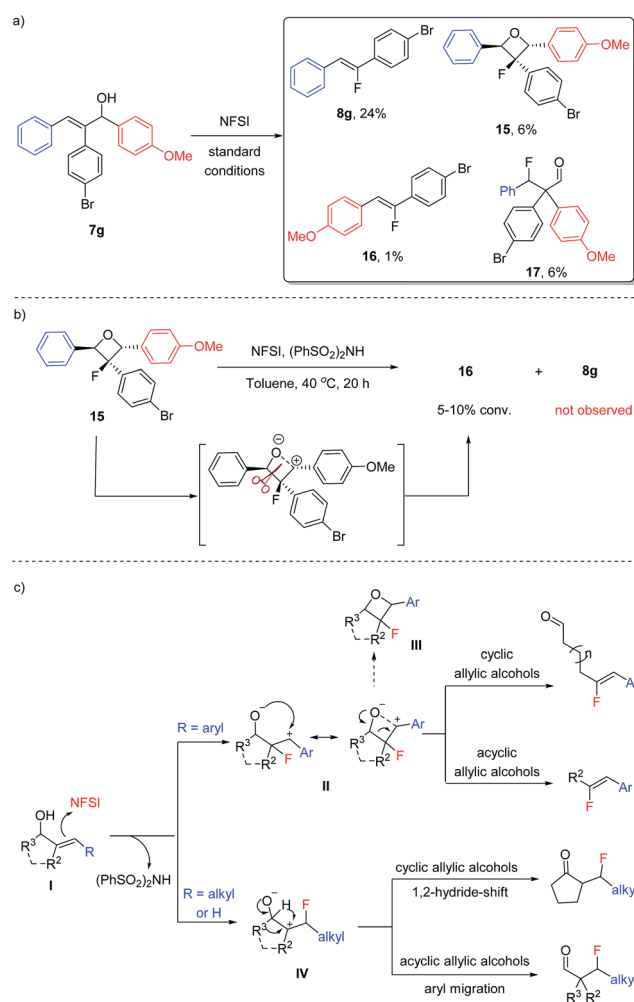 a)
OH
OMe
Br
7g
NFSI
standard
conditions
Br
F
8g, 24%
O
OMe
F
Br
15, 6%
Br
MeO
F
16, 1%
F
O
Ph
Br
OMe
17, 6%
b)
O
OMe
F
Br
15
NFSI, (PhSO2)2NH
Toluene, 40 °C, 20 h
16 + 8g
5-10% conv. not observed
⊖
O
⊕
OMe
F
Br
c)
O
Ar
R3
R2
F
III
O
n
F
Ar
cyclic
allylic alcohols
acyclic
allylic alcohols
R2
Ar
F
R = aryl
O−
+
R3
Ar
R2
F
II
O−
+
R3
Ar
R2
F
NFSI
OH
R3
R2
R
I
(PhSO2)2NH
R = alkyl
or H
O−
H
F
R3
+
alkyl
R2
IV
cyclic allylic alcohols
1,2-hydride-shift
O
F
alkyl
acyclic allylic alcohols
aryl migration
O
F
alkyl
R3
R2